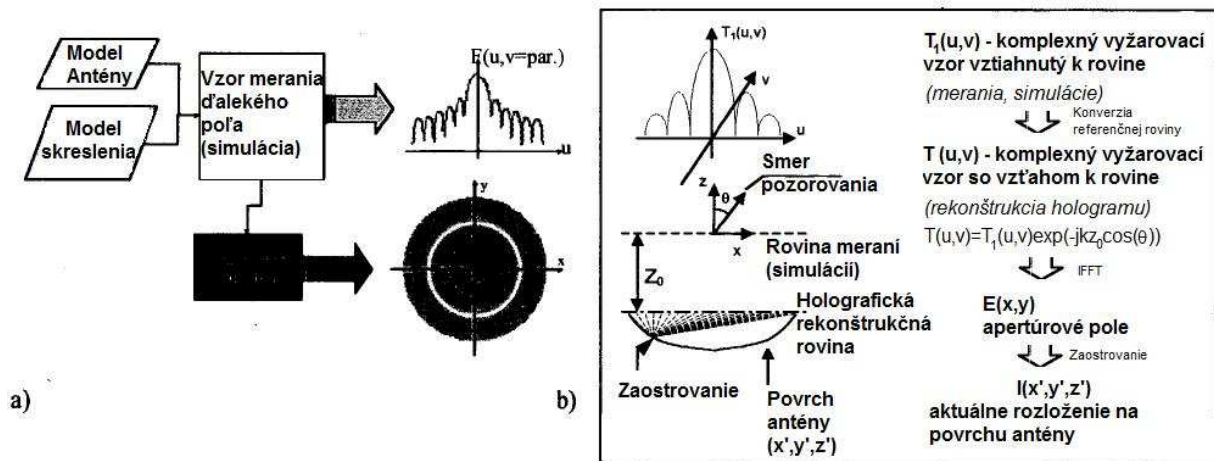 Model
Antény
Model
skreslenia
Vzor merania
ďalekého
poľa
(simulácia)
E(u,v=par.)
u
y
x
a)
b)
T₁(u,v)
v
u
Smer
pozorovania
z
θ
x
Rovina meraní
(simulácií)
Z₀
Holografická
rekonštrukčná
rovina
Zaostrovanie
Povrch
antény
(x',y',z')
T₁(u,v) - komplexný vyžarovací
vzor vztiahnutý k rovine
(merania, simulácie)
Konverzia
referenčnej roviny
T (u,v) - komplexný vyžarovací
vzor so vzťahom k rovine
(rekonštrukcia hologramu)
T(u,v)=T₁(u,v)exp(-jkz₀cos(θ))
IFFT
E(x,y)
apertúrové pole
Zaostrovanie
I(x',y',z')
aktuálne rozloženie na
povrchu antény